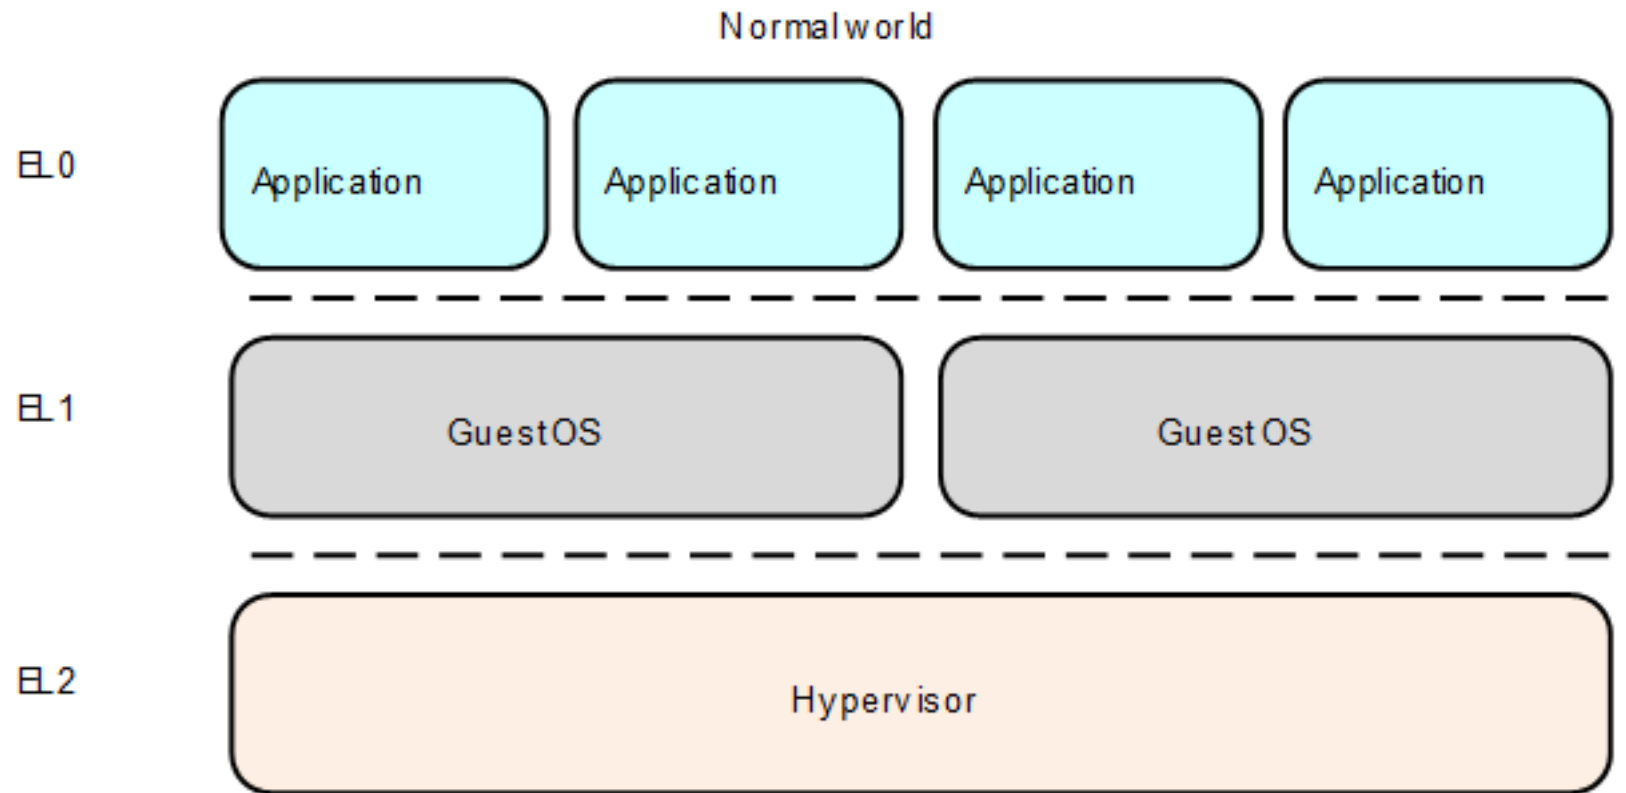 Normal world
EL0
Application Application Application Application
EL1
Guest OS Guest OS
EL2
Hypervisor